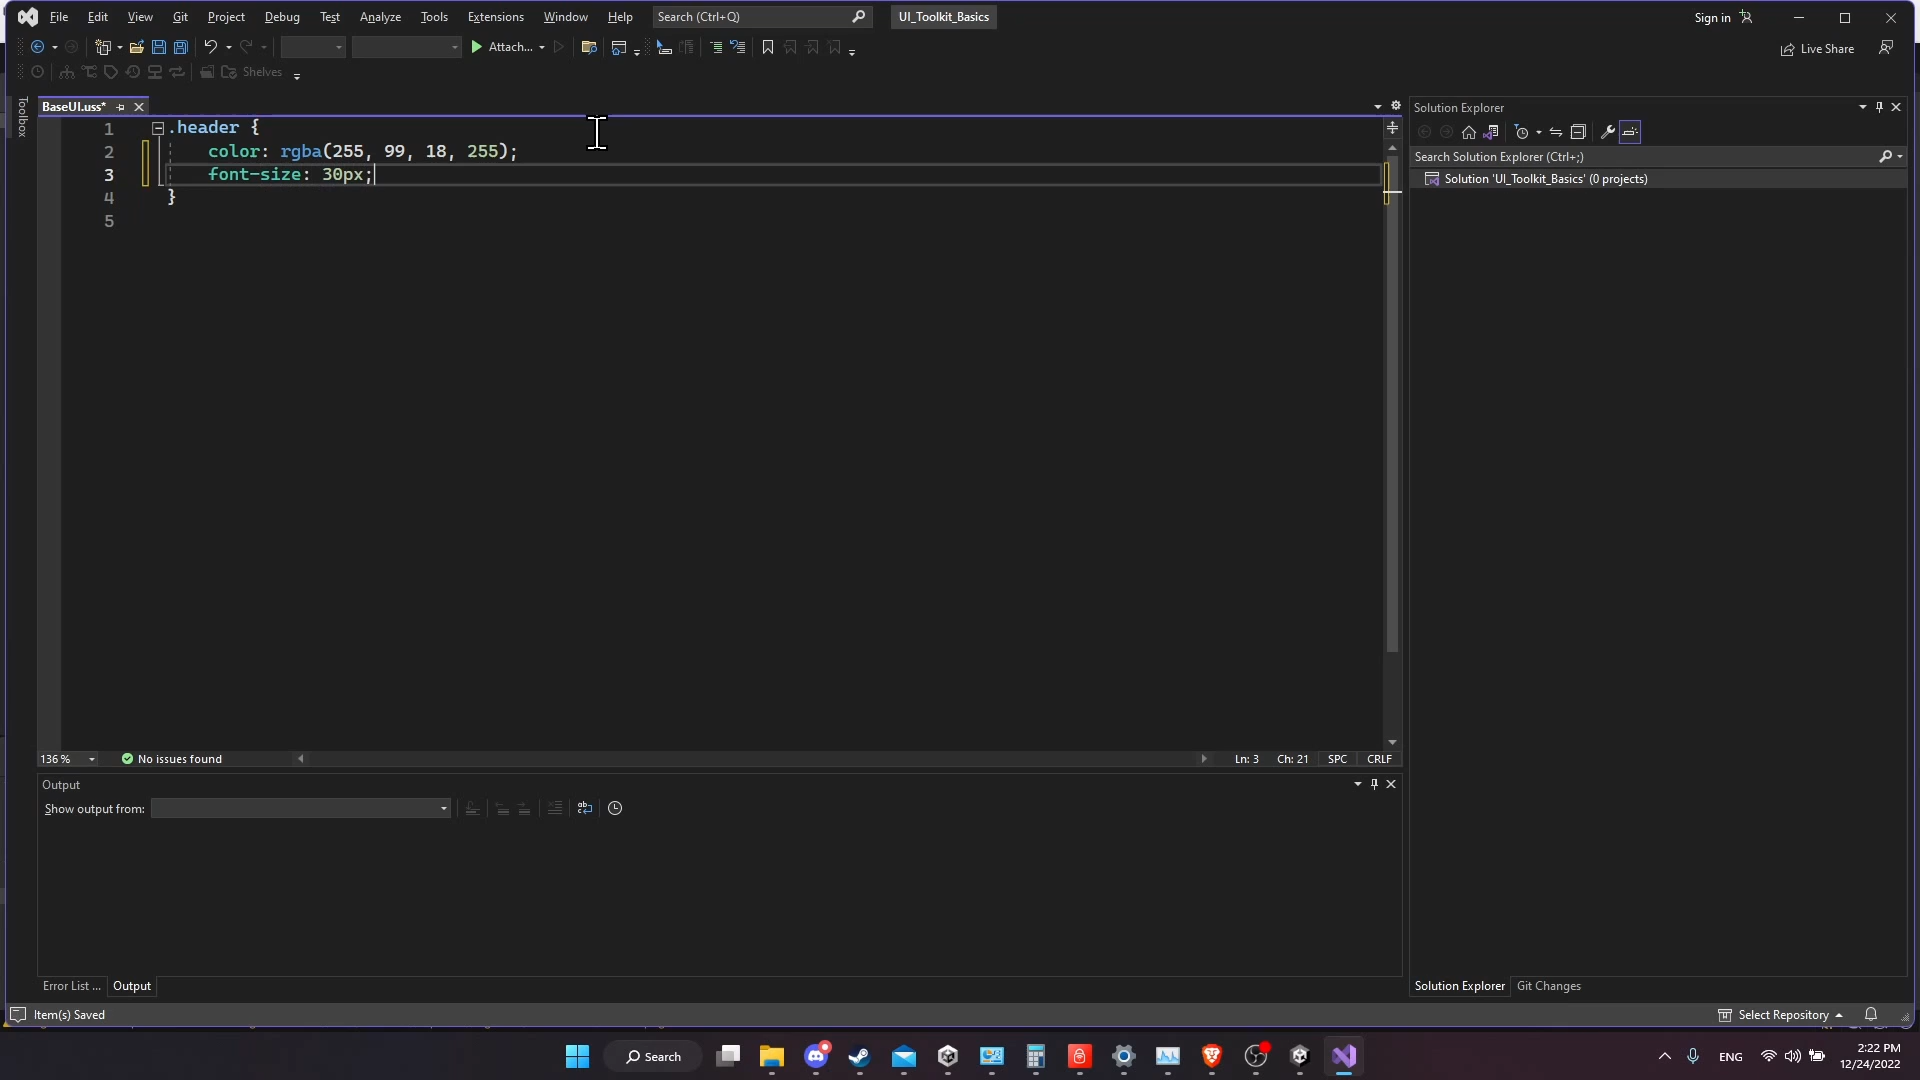 File Edit View Git Project Debug Test Analyze Tools Extensions Window Help Search (Ctrl+Q) UI_Toolkit_Basics Sign in
Attach... Live Share
Shelves
Toolbox
BaseUI.uss*
1 .header {
2 color: rgba(255, 99, 18, 255);
3 font-size: 30px;
4 }
5
Solution Explorer
Search Solution Explorer (Ctrl+;)
Solution 'UI_Toolkit_Basics' (0 projects)
136 % No issues found Ln: 3 Ch: 21 SPC CRLF
Output
Show output from:
Error List ... Output
Solution Explorer Git Changes
Item(s) Saved Select Repository
Search ENG 2:22 PM
12/24/2022